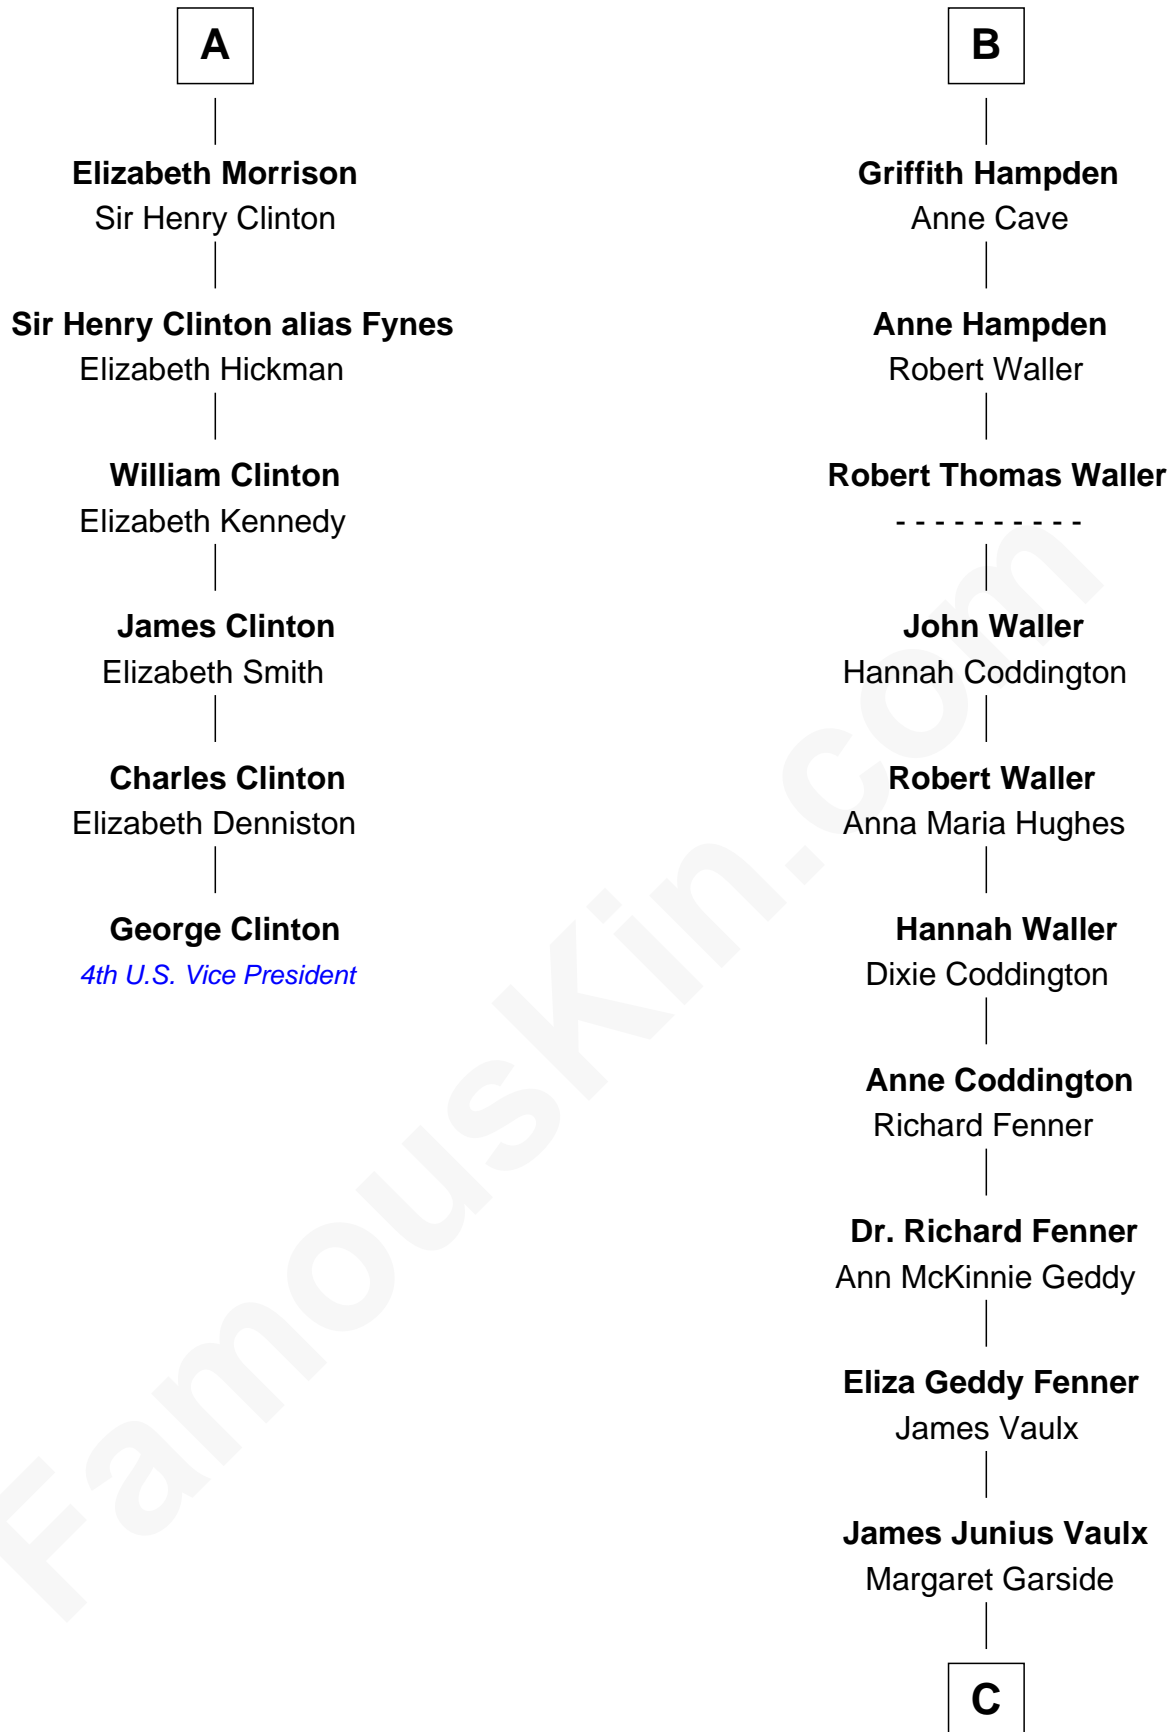 A
Elizabeth Morrison
Sir Henry Clinton
Sir Henry Clinton alias Fynes
Elizabeth Hickman
William Clinton
Elizabeth Kennedy
James Clinton
Elizabeth Smith
Charles Clinton
Elizabeth Denniston
George Clinton
4th U.S. Vice President
B
Griffith Hampden
Anne Cave
Anne Hampden
Robert Waller
Robert Thomas Waller
- - - - - - - - - -
John Waller
Hannah Coddington
Robert Waller
Anna Maria Hughes
Hannah Waller
Dixie Coddington
Anne Coddington
Richard Fenner
Dr. Richard Fenner
Ann McKinnie Geddy
Eliza Geddy Fenner
James Vaulx
James Junius Vaulx
Margaret Garside
C
FamousKin.com